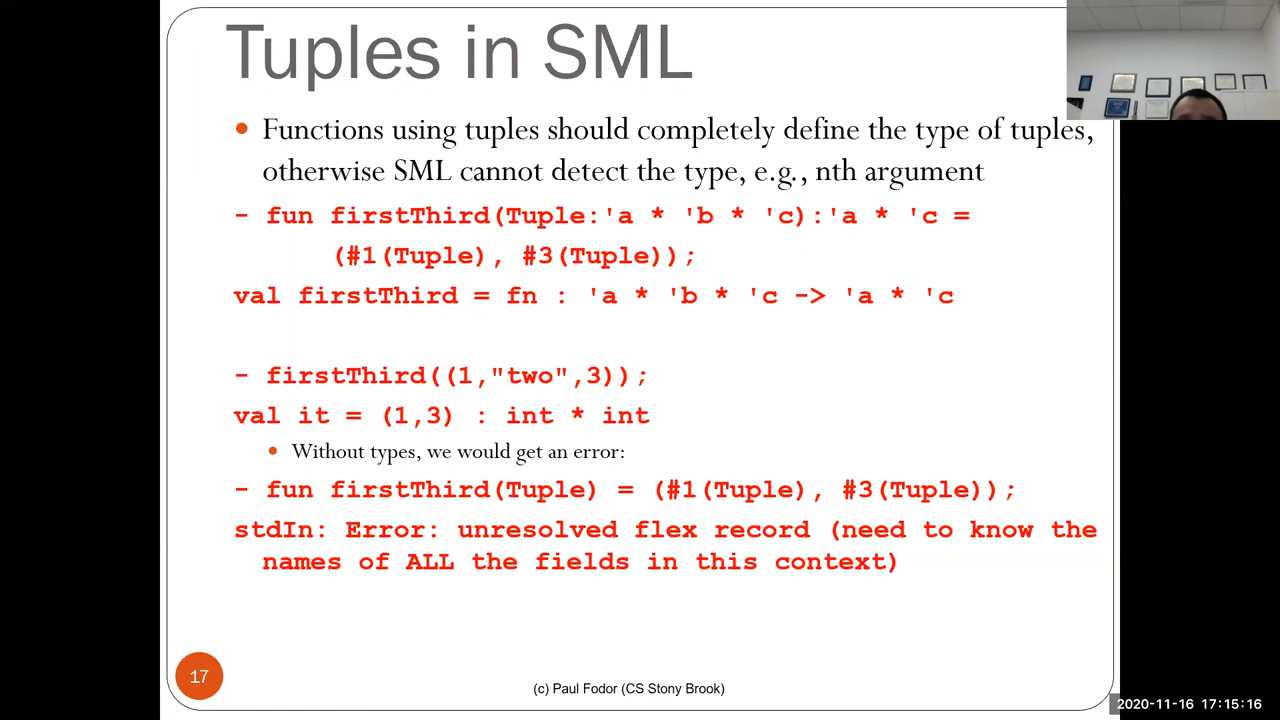 Tuples in SML
• Functions using tuples should completely define the type of tuples,
otherwise SML cannot detect the type, e.g., nth argument
- fun firstThird(Tuple:'a * 'b * 'c):'a * 'c =
(#1(Tuple), #3(Tuple));
val firstThird = fn : 'a * 'b * 'c -> 'a * 'c
- firstThird((1,"two",3));
val it = (1,3) : int * int
• Without types, we would get an error:
- fun firstThird(Tuple) = (#1(Tuple), #3(Tuple));
stdIn: Error: unresolved flex record (need to know the
names of ALL the fields in this context)
17
(c) Paul Fodor (CS Stony Brook)
2020-11-16 17:15:16